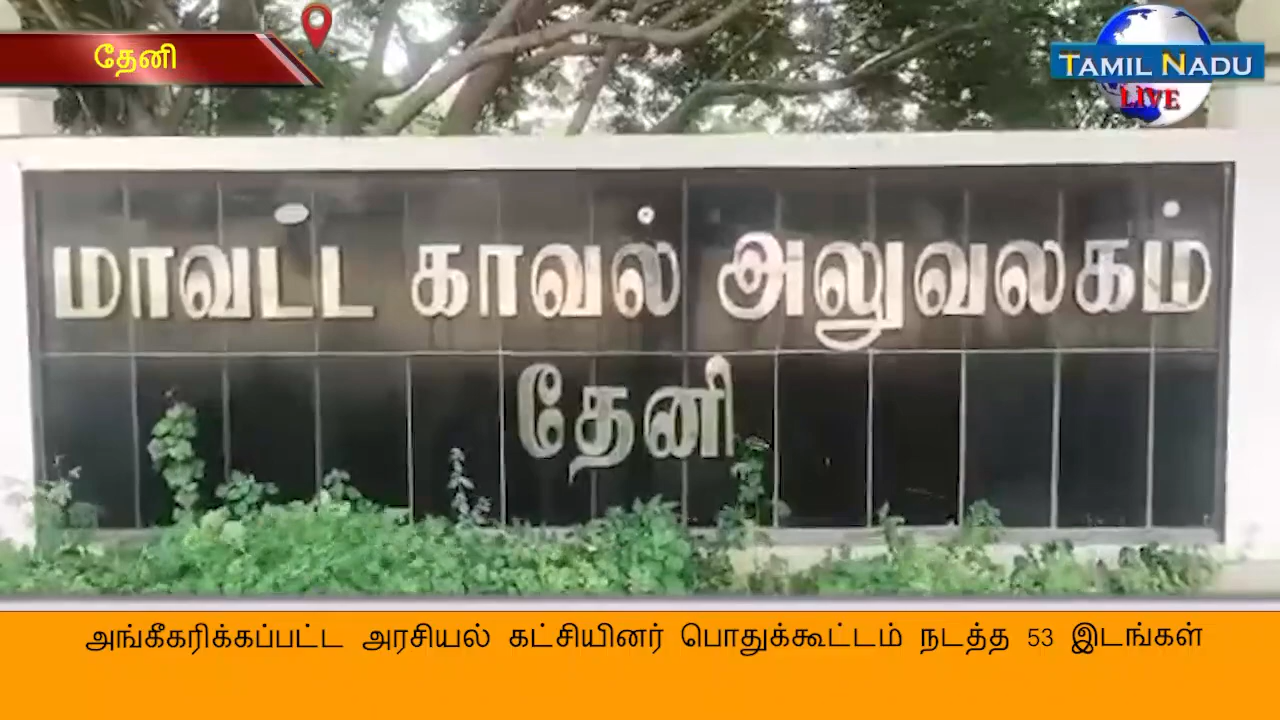 தேனி
TAMIL NADU
LIVE
மாவட்ட காவல் அலுவலகம்
தேனி
அங்கீகரிக்கப்பட்ட அரசியல் கட்சியினர் பொதுக்கூட்டம் நடத்த 53 இடங்கள்